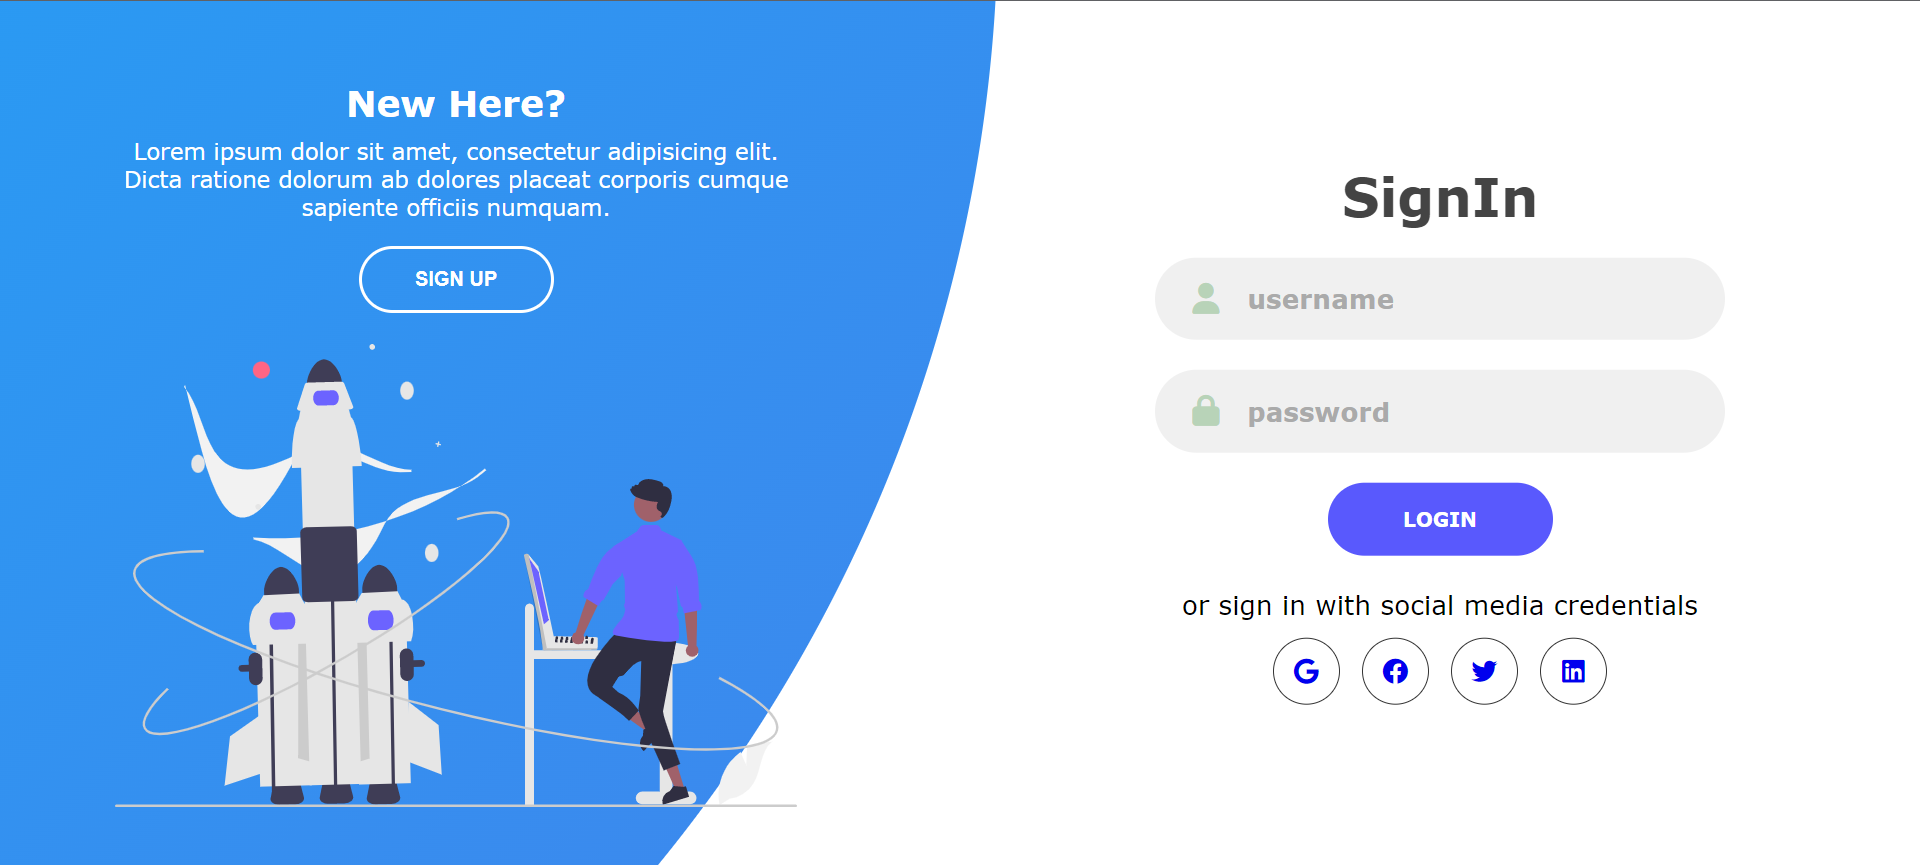 New Here?
Lorem ipsum dolor sit amet, consectetur adipisicing elit.
Dicta ratione dolorum ab dolores placeat corporis cumque
sapiente officiis numquam.
SIGN UP
SignIn
username
password
LOGIN
or sign in with social media credentials